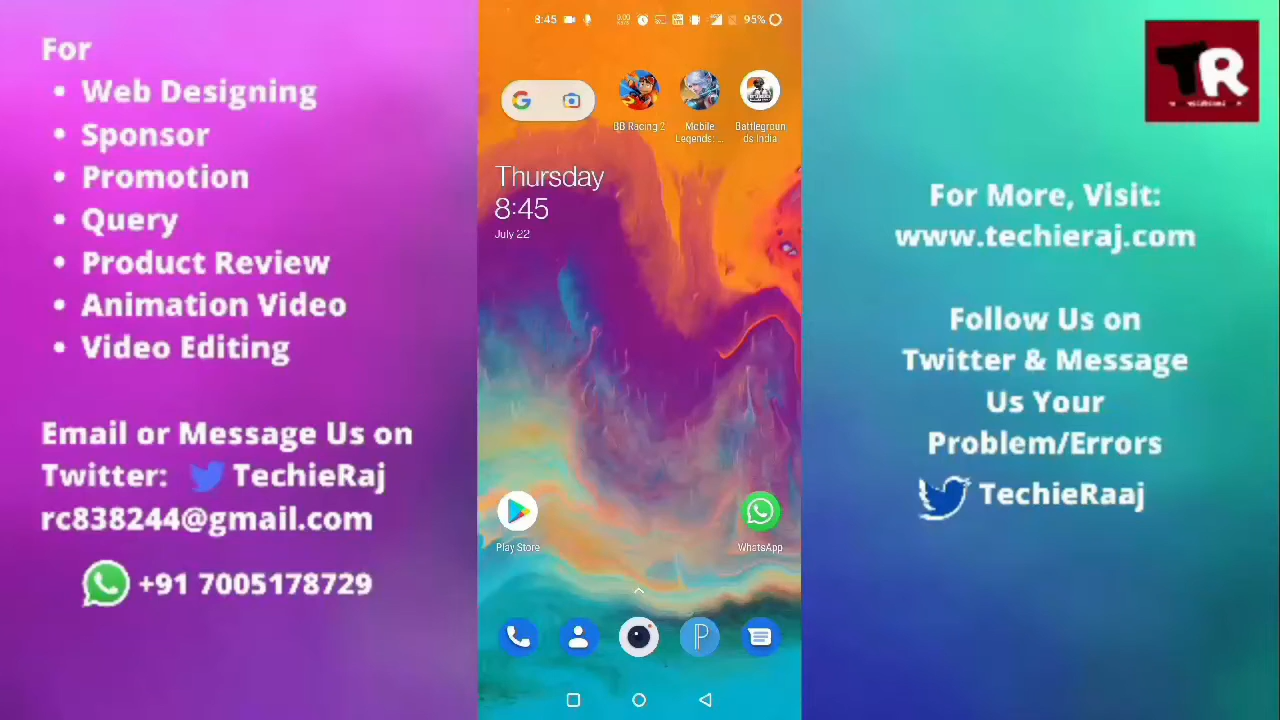 For
• Web Designing
• Sponsor
• Promotion
• Query
• Product Review
• Animation Video
• Video Editing
Email or Message Us on
Twitter: TechieRaj
rc838244@gmail.com
+91 7005178729
8:45
95%
BB Racing 2
Mobile
Legends: ...
Battlegroun
ds India
Thursday
8:45
July 22
Play Store
WhatsApp
TR
For More, Visit:
www.techieraj.com
Follow Us on
Twitter & Message
Us Your
Problem/Errors
TechieRaaj